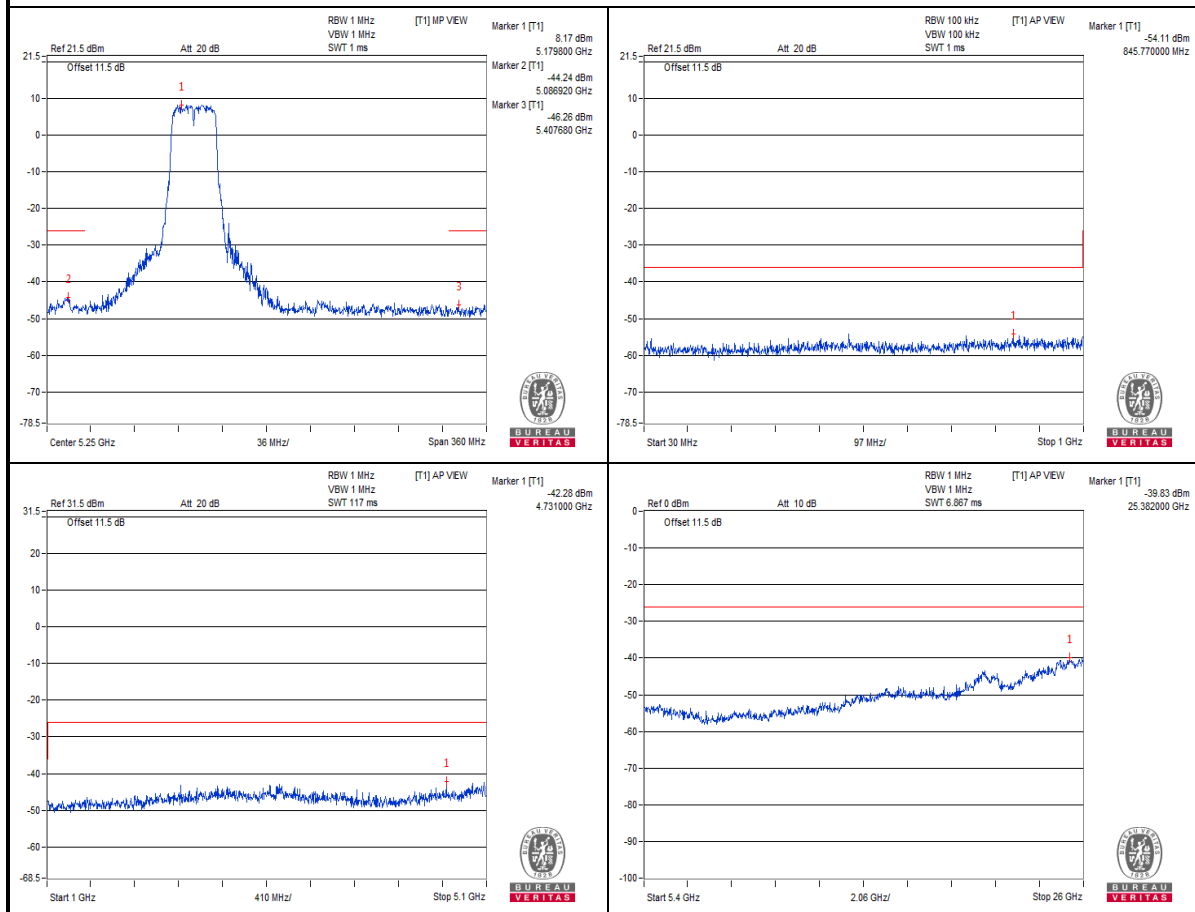 RBW 1 MHz [T1] MP VIEW
VBW 1 MHz
Ref 21.5 dBm Att 20 dB SWT 1 ms
Marker 1 [T1]
8.17 dBm
5.179800 GHz
Marker 2 [T1]
-44.24 dBm
5.086920 GHz
Marker 3 [T1]
-46.26 dBm
5.407680 GHz
21.5
Offset 11.5 dB
1
10
0
-10
-20
-30
-40
2
3
-50
-60
-70
-78.5
Center 5.25 GHz 36 MHz/ Span 360 MHz
BUREAU VERITAS
1828
BUREAU
VERITAS
RBW 100 kHz [T1] AP VIEW
VBW 100 kHz
Ref 21.5 dBm Att 20 dB SWT 1 ms
Marker 1 [T1]
-54.11 dBm
845.770000 MHz
21.5
Offset 11.5 dB
10
0
-10
-20
-30
-40
1
-50
-60
-70
-78.5
Start 30 MHz 97 MHz/ Stop 1 GHz
BUREAU VERITAS
1828
BUREAU
VERITAS
RBW 1 MHz [T1] AP VIEW
VBW 1 MHz
Ref 31.5 dBm Att 20 dB SWT 117 ms
Marker 1 [T1]
-42.28 dBm
4.731000 GHz
31.5
Offset 11.5 dB
20
10
0
-10
-20
-30
1
-40
-50
-60
-68.5
Start 1 GHz 410 MHz/ Stop 5.1 GHz
BUREAU VERITAS
1828
BUREAU
VERITAS
RBW 1 MHz [T1] AP VIEW
VBW 1 MHz
Ref 0 dBm Att 10 dB SWT 6.867 ms
Marker 1 [T1]
-39.83 dBm
25.382000 GHz
0
Offset 11.5 dB
-10
-20
-30
1
-40
-50
-60
-70
-80
-90
-100
Start 5.4 GHz 2.06 GHz/ Stop 26 GHz
BUREAU VERITAS
1828
BUREAU
VERITAS